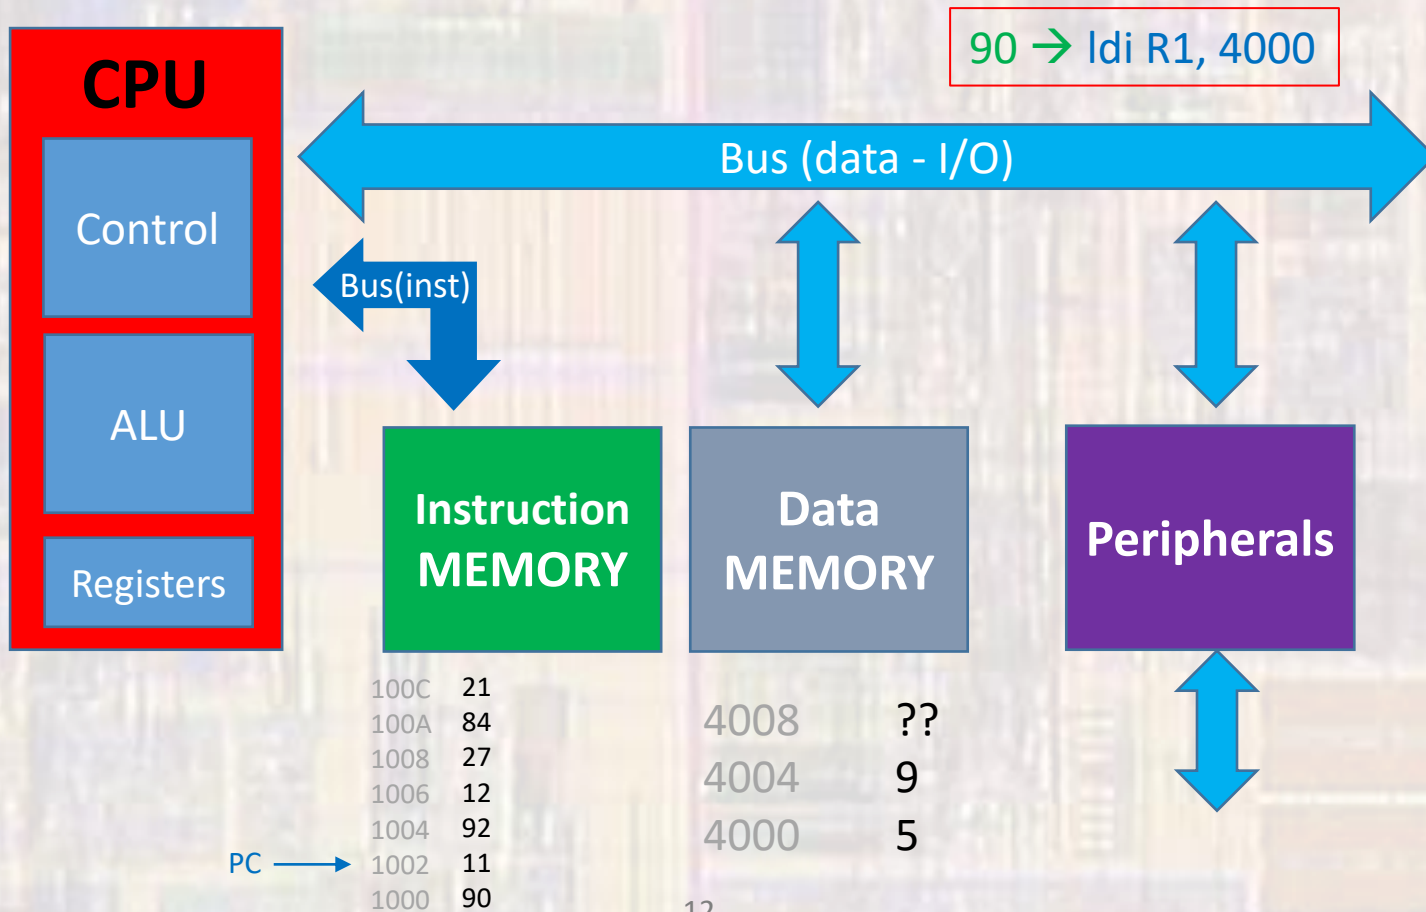 90 → ldi R1, 4000
CPU
Bus (data - I/O)
Control
Bus(inst)
ALU
Instruction
MEMORY
Data
MEMORY
Peripherals
Registers
100C 21
100A 84
1008 27
1006 12
1004 92
PC → 1002 11
1000 90
4008 ??
4004 9
4000 5
12